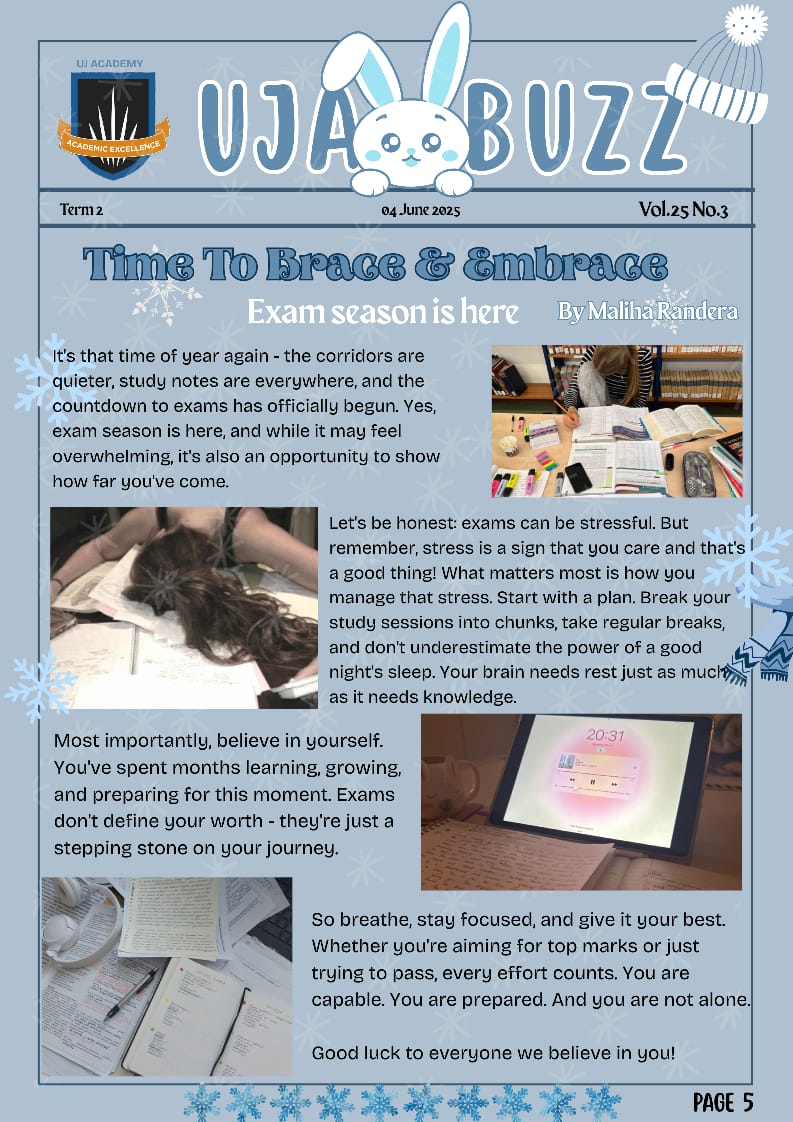 UJ ACADEMY
ACADEMIC EXCELLENCE
UJA BUZZ
Term 2
04 June 2025
Vol.25 No.3
Time To Brace & Embrace
Exam season is here
By Maliha Randera
It's that time of year again - the corridors are
quieter, study notes are everywhere, and the
countdown to exams has officially begun. Yes,
exam season is here, and while it may feel
overwhelming, it's also an opportunity to show
how far you've come.
Let's be honest: exams can be stressful. But
remember, stress is a sign that you care and that's
a good thing! What matters most is how you
manage that stress. Start with a plan. Break your
study sessions into chunks, take regular breaks,
and don't underestimate the power of a good
night's sleep. Your brain needs rest just as much
as it needs knowledge.
Most importantly, believe in yourself.
You've spent months learning, growing,
and preparing for this moment. Exams
don't define your worth - they're just a
stepping stone on your journey.
20:31
So breathe, stay focused, and give it your best.
Whether you're aiming for top marks or just
trying to pass, every effort counts. You are
capable. You are prepared. And you are not alone.
Good luck to everyone we believe in you!
PAGE 5